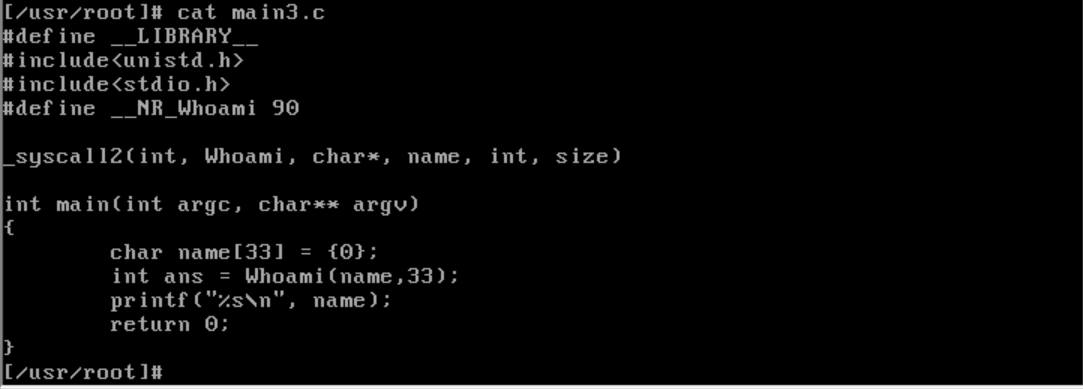 [/usr/root]# cat main3.c
#define __LIBRARY__
#include<unistd.h>
#include<stdio.h>
#define __NR_Whoami 90
_syscall2(int, Whoami, char*, name, int, size)
int main(int argc, char** argv)
{
        char name[33] = {0};
        int ans = Whoami(name,33);
        printf("%s\n", name);
        return 0;
}
[/usr/root]#